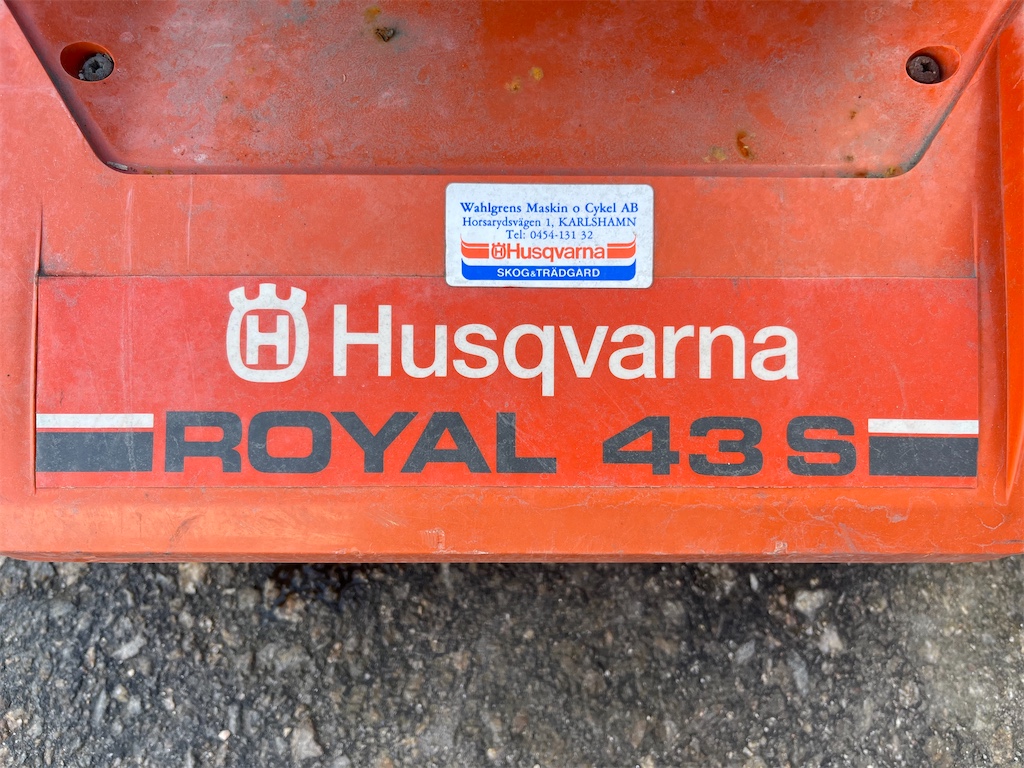 Wahlgrens Maskin o Cykel AB
Horsarydsvägen 1, KARLSHAMN
Tel: 0454-131 32
H Husqvarna
SKOG&TRÄDGÅRD
H Husqvarna
ROYAL 43 S